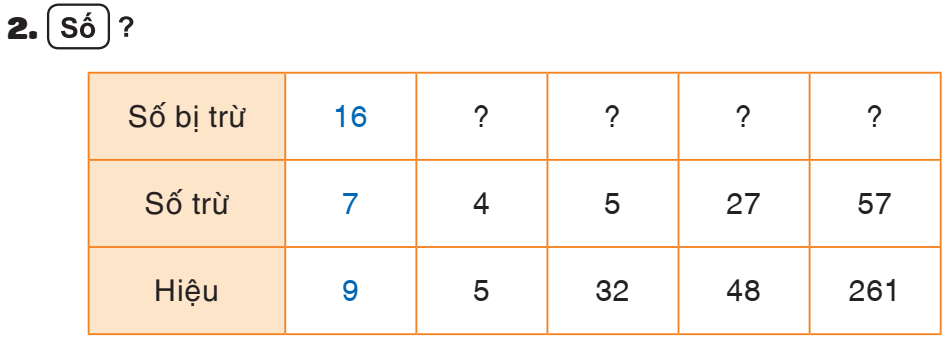 2. Số ?
Số bị trừ 16 ? ? ? ?
Số trừ 7 4 5 27 57
Hiệu 9 5 32 48 261